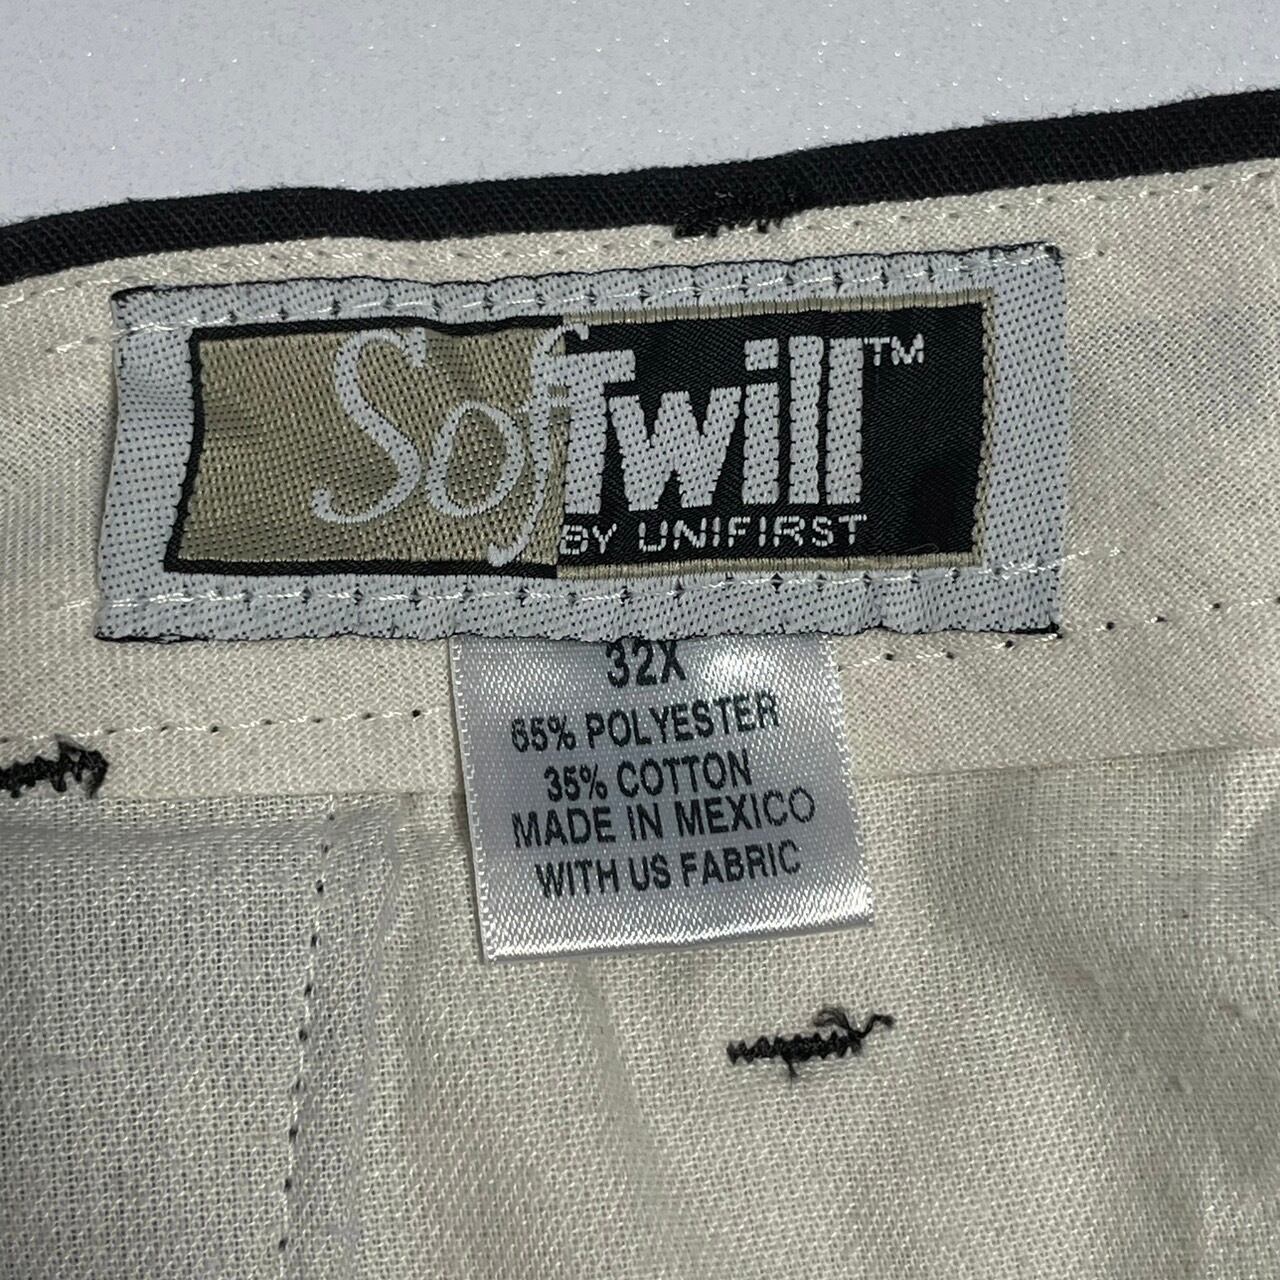 SofTwill™
BY UNIFIRST
32X
65% POLYESTER
35% COTTON
MADE IN MEXICO
WITH US FABRIC